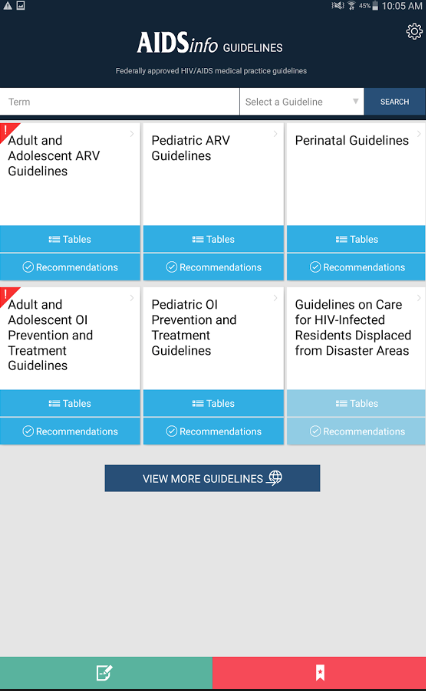 45% 10:05 AM
AIDSinfo GUIDELINES
Federally approved HIV/AIDS medical practice guidelines
Term
Select a Guideline
SEARCH
!
Adult and
Adolescent ARV
Guidelines
Tables
Recommendations
Pediatric ARV
Guidelines
Tables
Recommendations
Perinatal Guidelines
Tables
Recommendations
!
Adult and
Adolescent OI
Prevention and
Treatment
Guidelines
Tables
Recommendations
Pediatric OI
Prevention and
Treatment
Guidelines
Tables
Recommendations
Guidelines on Care
for HIV-Infected
Residents Displaced
from Disaster Areas
Tables
Recommendations
VIEW MORE GUIDELINES